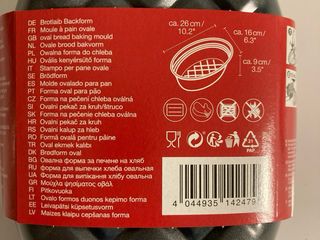 DE Brotlaib Backform
FR Moule à pain ovale
GB oval bread baking mould
NL Ovale brood bakvorm
PL Owalna forma do chleba
HU Ovális kenyérsütő forma
IT Stampo per pane ovale
SE Brödform
ES Molde ovalado para pan
PT Forma oval para pão
CZ Forma na pečení chleba oválná
SI Ovalni pekač za kruh/štruco
SK Forma na pečenie chleba oválna
HR Ovalni pekač za kruh
RS Ovalni kalup za hleb
RO Formă ovală pentru pâine
TR Oval ekmek kalıbı
DK Brødform oval
BG Овална форма за печене на хляб
RU форма для выпечки хлеба овальная
UA Форма для випікання хлібу овальна
GR Μούχλα ψησίματος οβάλ
FI Pitkovuoka
LT Ovalo formos duonos kepimo forma
EE Leivapätsi küpsetusvorm
LV Maizes klaipu cepšanas forma
ca. 26 cm /
10.2"
ca. 16 cm /
6.3"
ca. 9 cm /
3.5"
21
PAP
4 044935 142479